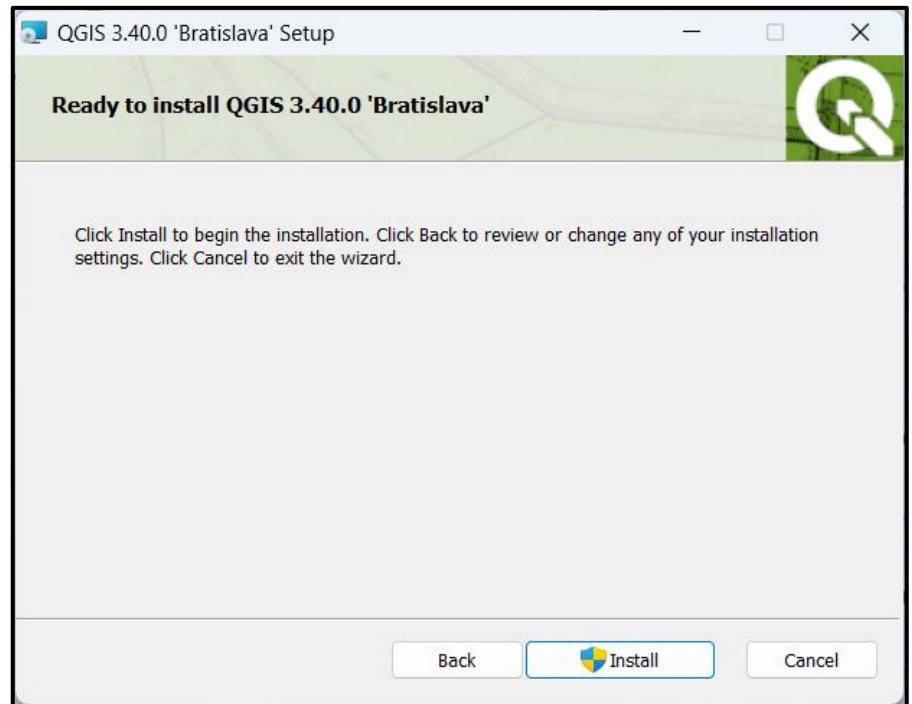 QGIS 3.40.0 'Bratislava' Setup
Ready to install QGIS 3.40.0 'Bratislava'
Click Install to begin the installation. Click Back to review or change any of your installation
settings. Click Cancel to exit the wizard.
Back Install Cancel